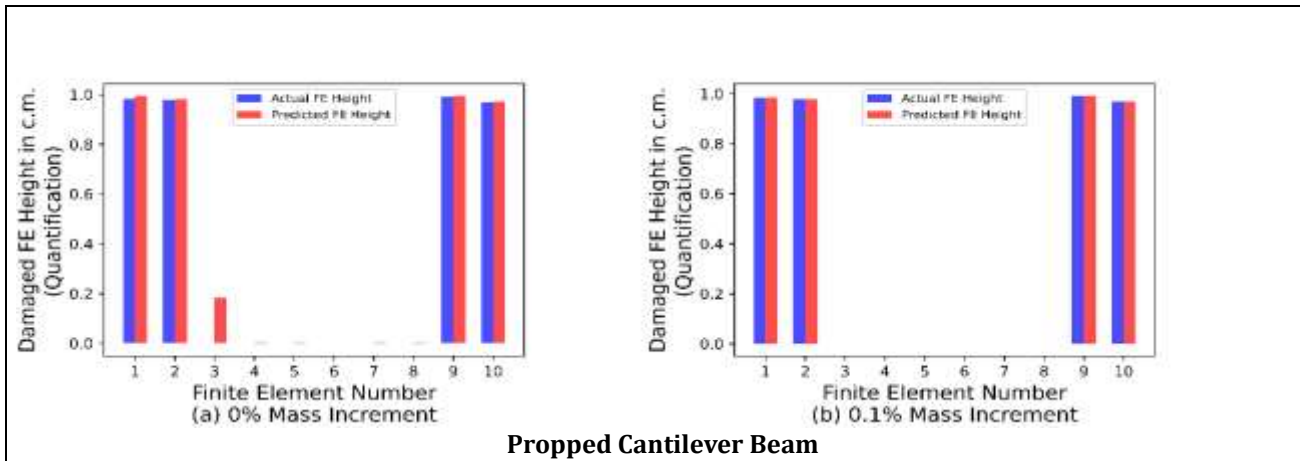 Damaged FE Height in c.m.
(Quantification)
1.0
0.8
0.6
0.4
0.2
0.0
Actual FE Height
Predicted FE Height
1 2 3 4 5 6 7 8 9 10
Finite Element Number
(a) 0% Mass Increment
Damaged FE Height in c.m.
(Quantification)
1.0
0.8
0.6
0.4
0.2
0.0
Actual FE Height
Predicted FE Height
1 2 3 4 5 6 7 8 9 10
Finite Element Number
(b) 0.1% Mass Increment
Propped Cantilever Beam